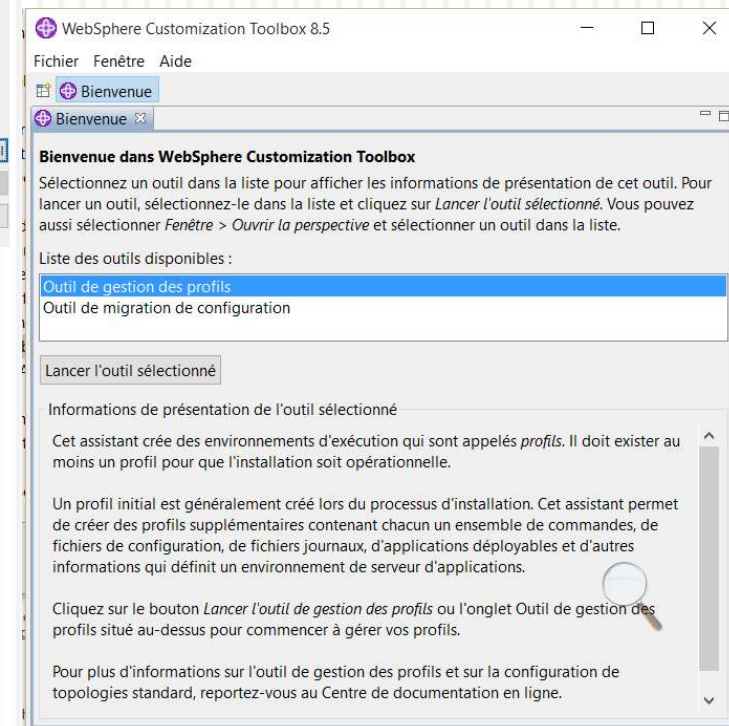 WebSphere Customization Toolbox 8.5
Fichier Fenêtre Aide
Bienvenue
Bienvenue
Bienvenue dans WebSphere Customization Toolbox
Sélectionnez un outil dans la liste pour afficher les informations de présentation de cet outil. Pour
lancer un outil, sélectionnez-le dans la liste et cliquez sur Lancer l'outil sélectionné. Vous pouvez
aussi sélectionner Fenêtre > Ouvrir la perspective et sélectionner un outil dans la liste.
Liste des outils disponibles :
Outil de gestion des profils
Outil de migration de configuration
Lancer l'outil sélectionné
Informations de présentation de l'outil sélectionné
Cet assistant crée des environnements d'exécution qui sont appelés profils. Il doit exister au
moins un profil pour que l'installation soit opérationnelle.
Un profil initial est généralement créé lors du processus d'installation. Cet assistant permet
de créer des profils supplémentaires contenant chacun un ensemble de commandes, de
fichiers de configuration, de fichiers journaux, d'applications déployables et d'autres
informations qui définit un environnement de serveur d'applications.
Cliquez sur le bouton Lancer l'outil de gestion des profils ou l'onglet Outil de gestion des
profils situé au-dessus pour commencer à gérer vos profils.
Pour plus d'informations sur l'outil de gestion des profils et sur la configuration de
topologies standard, reportez-vous au Centre de documentation en ligne.